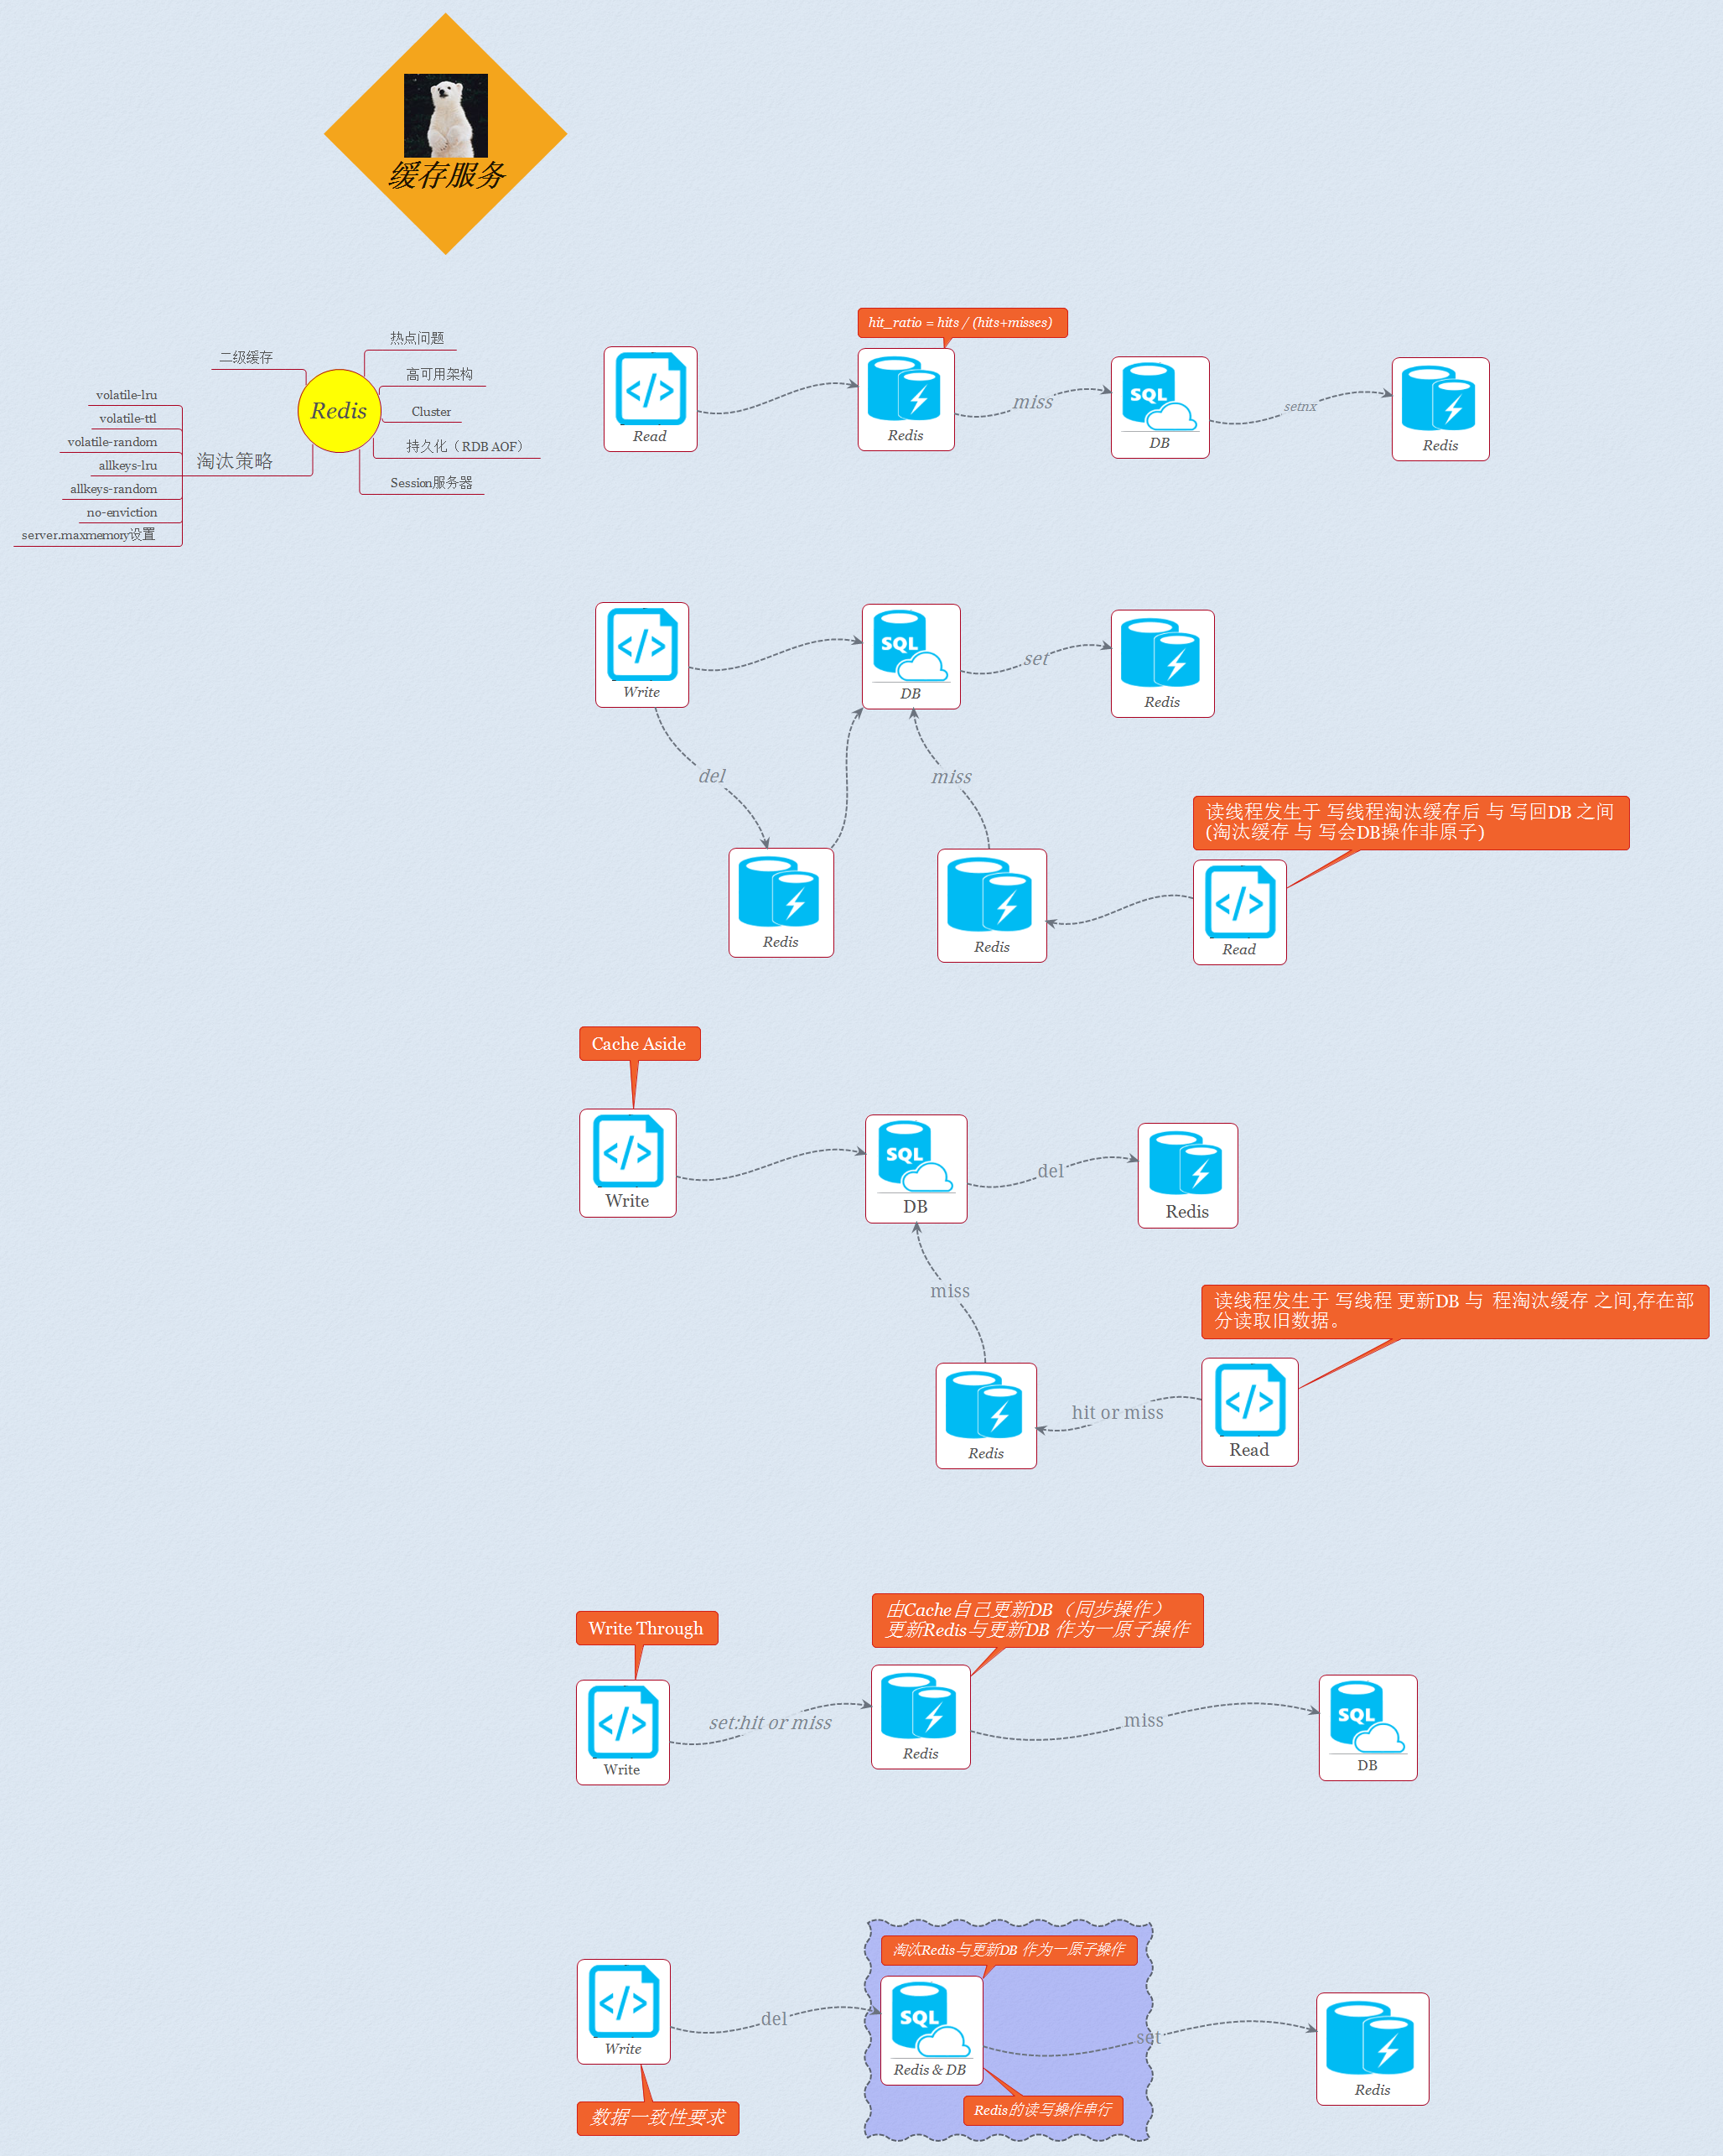 缓存服务
热点问题
二级缓存
高可用架构
Redis
Cluster
持久化（RDB AOF）
Session服务器
淘汰策略
volatile-lru
volatile-ttl
volatile-random
allkeys-lru
allkeys-random
no-enviction
server.maxmemory设置
hit_ratio = hits / (hits+misses)
Read
Redis
miss
SQL
DB
setnx
Redis
Write
SQL
DB
set
Redis
del
miss
Redis
Redis
读线程发生于 写线程淘汰缓存后 与 写回DB 之间
(淘汰缓存 与 写会DB操作非原子)
Read
Cache Aside
Write
SQL
DB
del
Redis
miss
读线程发生于 写线程 更新DB 与  程淘汰缓存 之间,存在部
分读取旧数据。
Redis
hit or miss
Read
Write Through
Write
set:hit or miss
由Cache自己更新DB（同步操作）
更新Redis与更新DB 作为一原子操作
Redis
miss
SQL
DB
Write
数据一致性要求
del
淘汰Redis与更新DB 作为一原子操作
SQL
Redis & DB
Redis的读写操作串行
set
Redis